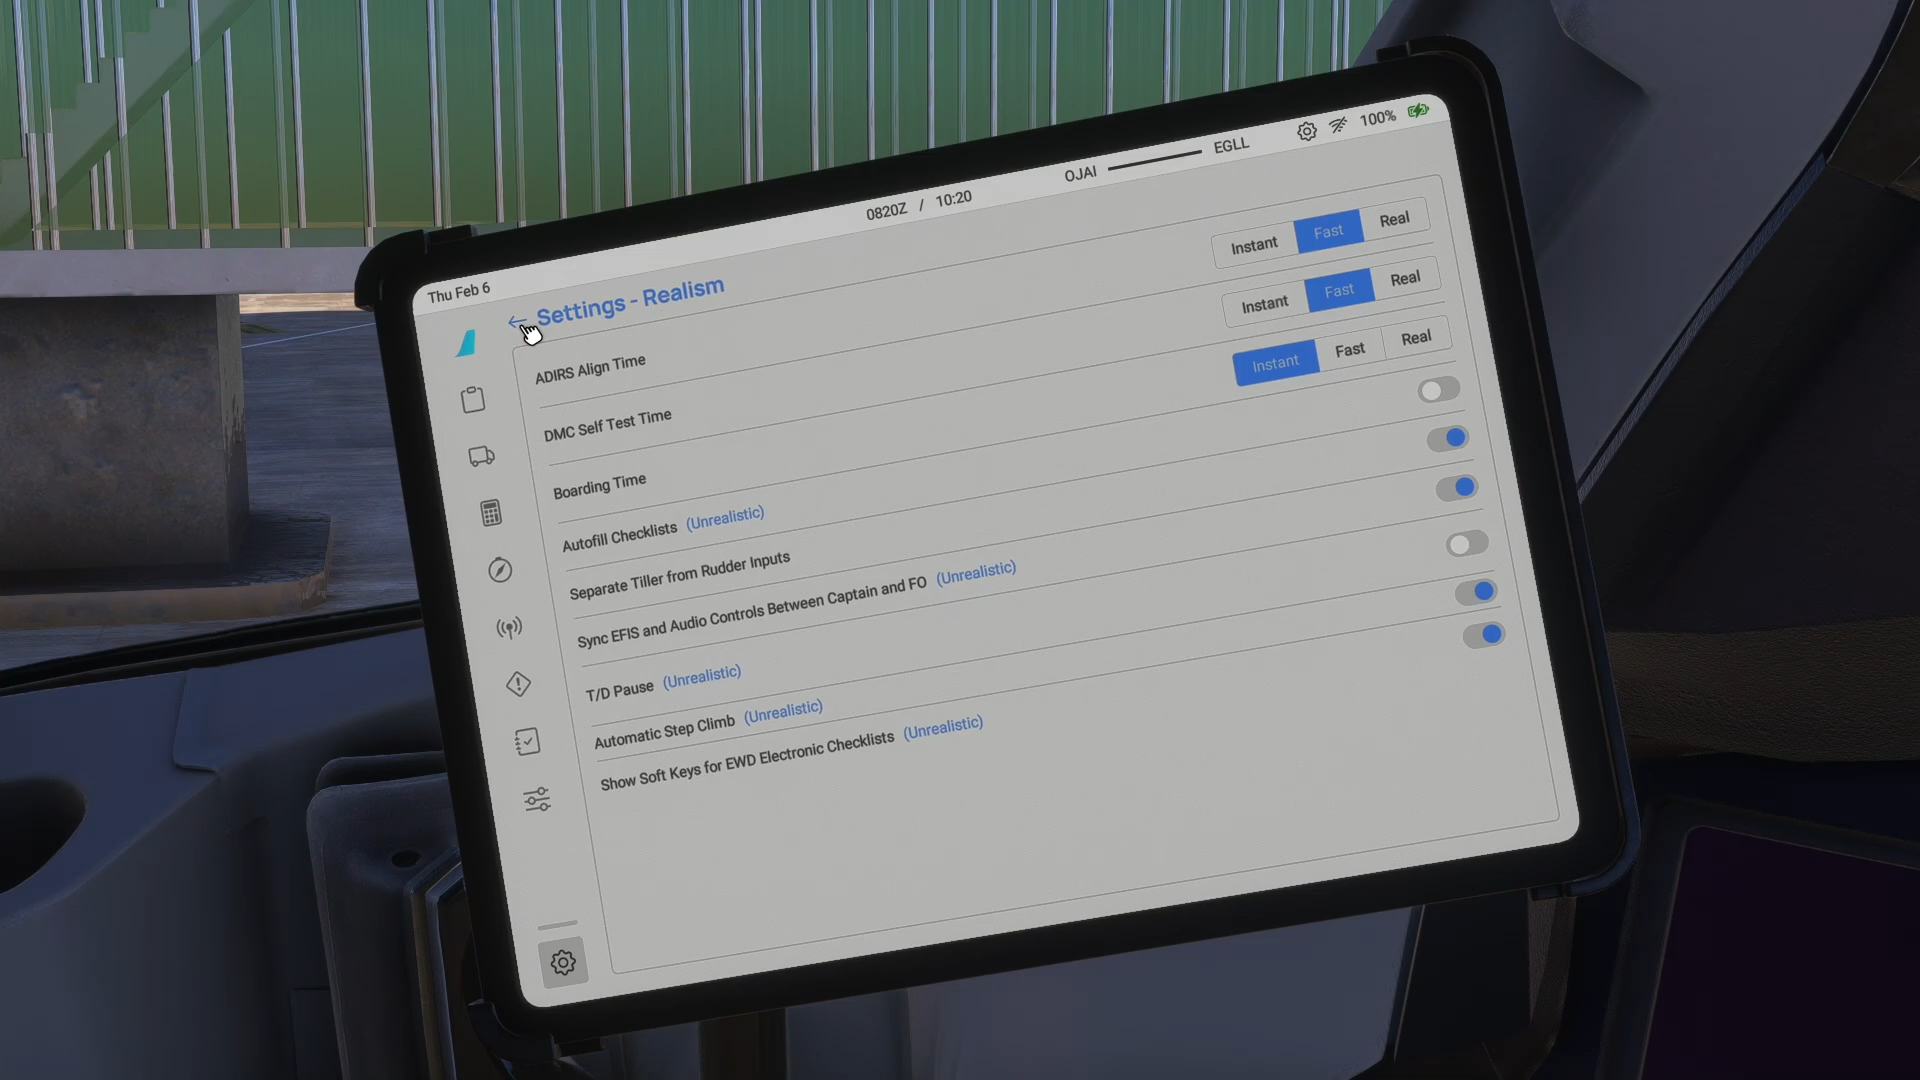 Thu Feb 6
0820Z / 10:20
OJAI EGLL
100%
Settings - Realism
ADIRS Align Time
Instant Fast Real
DMC Self Test Time
Instant Fast Real
Boarding Time
Instant Fast Real
Autofill Checklists (Unrealistic)
Separate Tiller from Rudder Inputs
Sync EFIS and Audio Controls Between Captain and FO (Unrealistic)
T/D Pause (Unrealistic)
Automatic Step Climb (Unrealistic)
Show Soft Keys for EWD Electronic Checklists (Unrealistic)